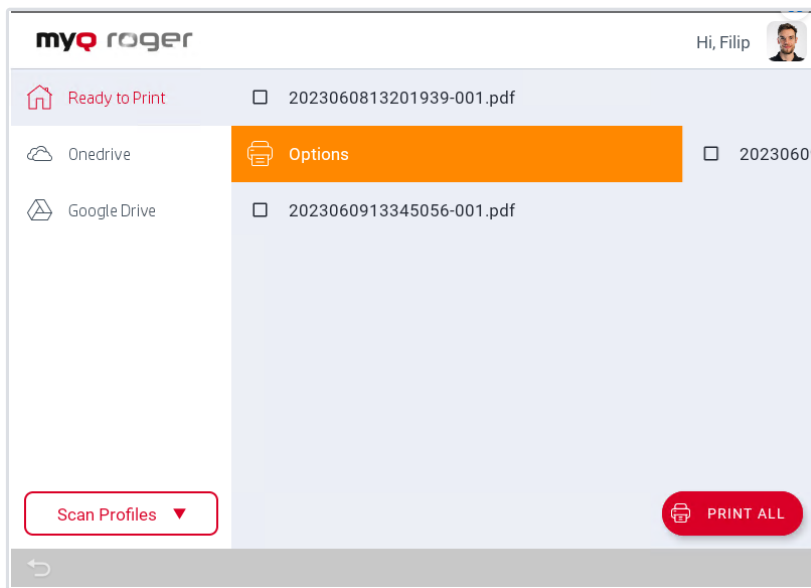 myQ roger
Hi, Filip
Ready to Print
2023060813201939-001.pdf
Onedrive
Options
2023060
Google Drive
2023060913345056-001.pdf
Scan Profiles
PRINT ALL